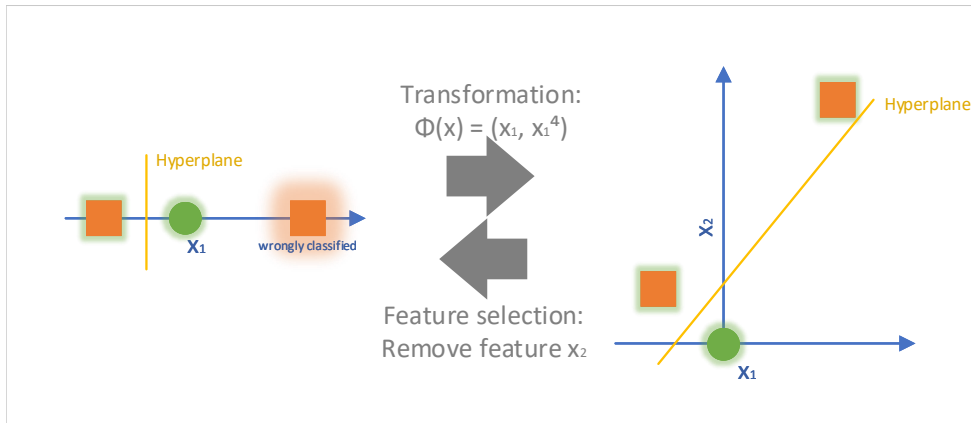 Transformation:
Φ(x) = (x₁, x₁⁴)
Hyperplane
X₁
wrongly classified
Feature selection:
Remove feature x₂
Hyperplane
X₂
X₁